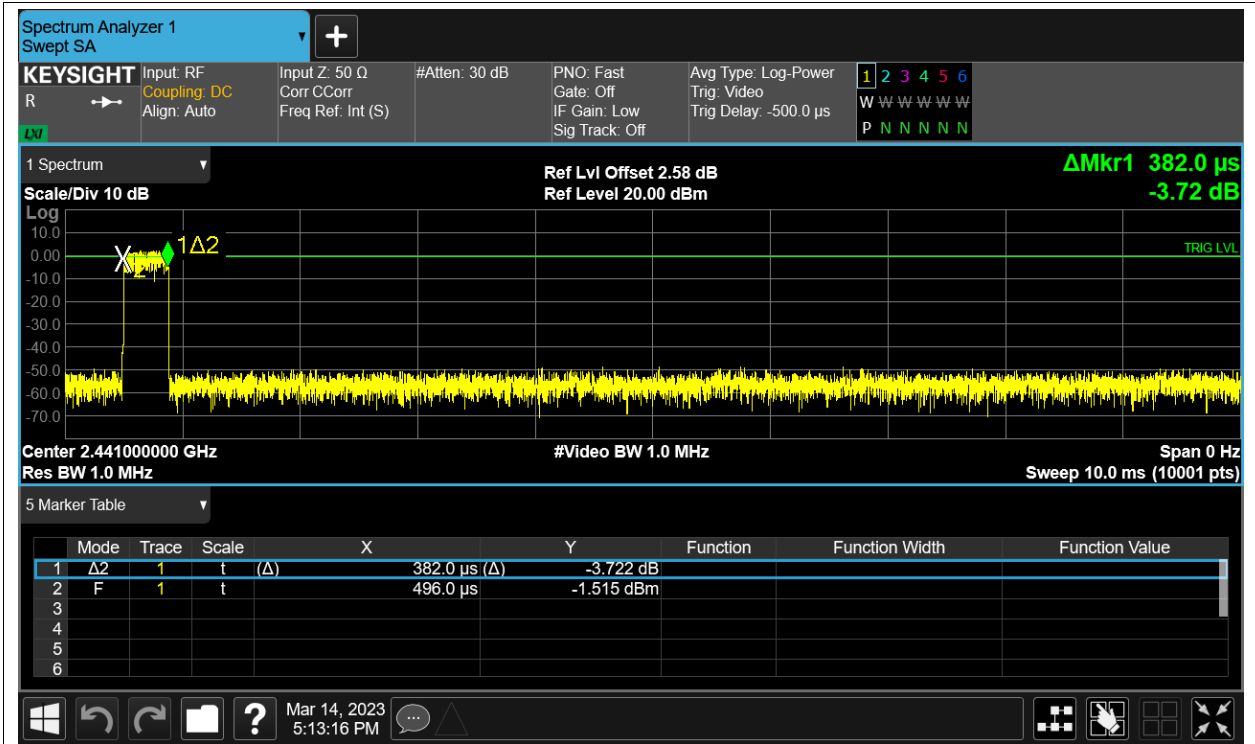 Spectrum Analyzer 1
Swept SA
KEYSIGHT
R
LXI
Input: RF
Coupling: DC
Align: Auto
Input Z: 50 Ω
Corr CCorr
Freq Ref: Int (S)
#Atten: 30 dB
PNO: Fast
Gate: Off
IF Gain: Low
Sig Track: Off
Avg Type: Log-Power
Trig: Video
Trig Delay: -500.0 µs
1 2 3 4 5 6
W W W W W W
P N N N N N
1 Spectrum
Scale/Div 10 dB
Ref Lvl Offset 2.58 dB
Ref Level 20.00 dBm
ΔMkr1 382.0 µs
-3.72 dB
Log
10.0
0.00
-10.0
-20.0
-30.0
-40.0
-50.0
-60.0
-70.0
X
2
1Δ2
TRIG LVL
Center 2.441000000 GHz
Res BW 1.0 MHz
#Video BW 1.0 MHz
Span 0 Hz
Sweep 10.0 ms (10001 pts)
5 Marker Table
Mode Trace Scale X Y Function Function Width Function Value
1 Δ2 1 t (Δ) 382.0 µs (Δ) -3.722 dB
2 F 1 t 496.0 µs -1.515 dBm
3
4
5
6
?
Mar 14, 2023
5:13:16 PM